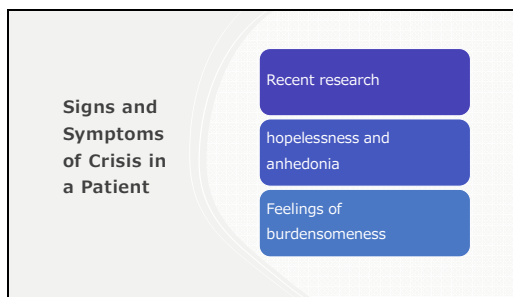 Signs and
Symptoms
of Crisis in
a Patient
Recent research
hopelessness and
anhedonia
Feelings of
burdensomeness